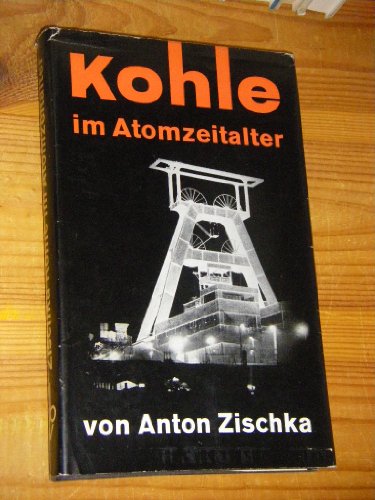 Kohle
im Atomzeitalter
von Anton Zischka